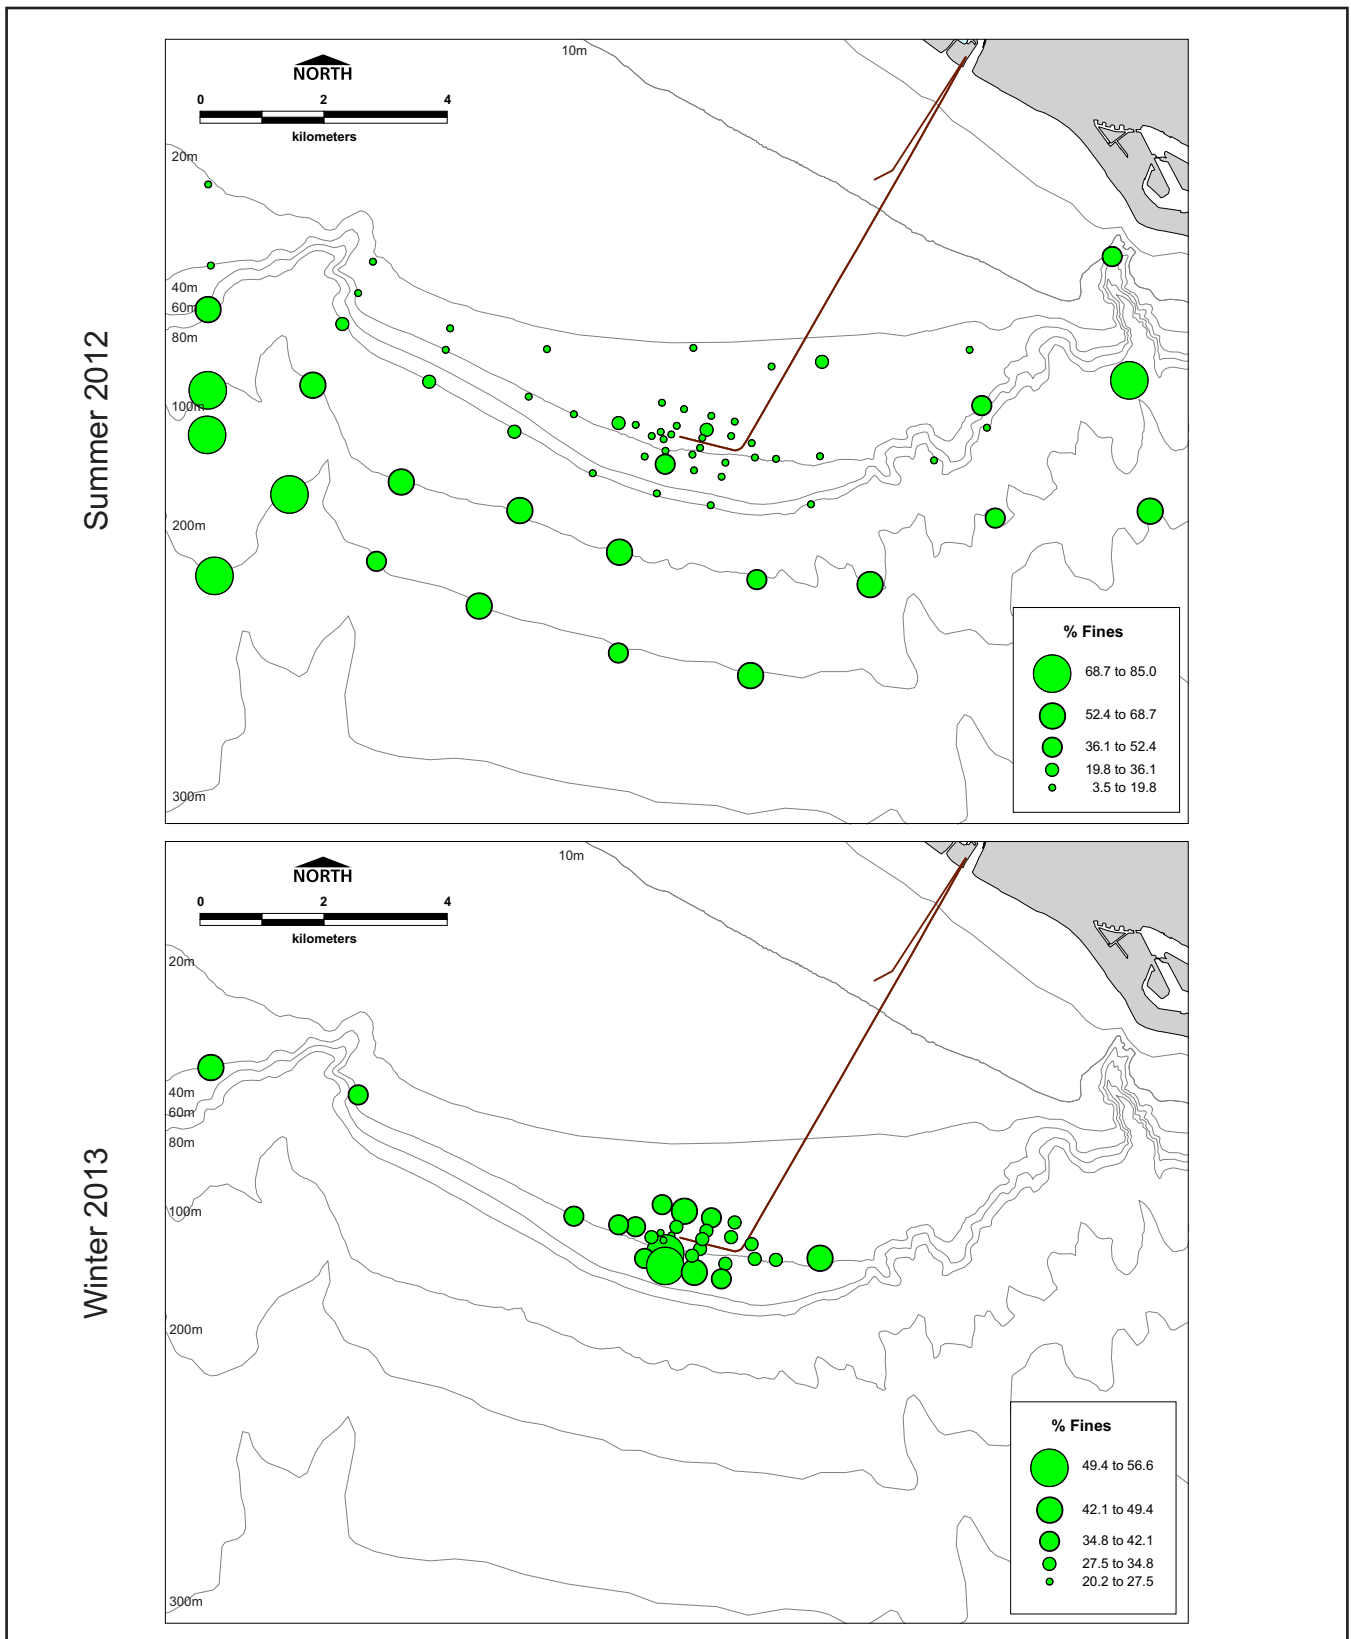 Summer 2012
10m
NORTH
0 2 4
kilometers
20m
40m
60m
80m
100m
200m
300m
% Fines
68.7 to 85.0
52.4 to 68.7
36.1 to 52.4
19.8 to 36.1
3.5 to 19.8
Winter 2013
10m
NORTH
0 2 4
kilometers
20m
40m
60m
80m
100m
200m
300m
% Fines
49.4 to 56.6
42.1 to 49.4
34.8 to 42.1
27.5 to 34.8
20.2 to 27.5